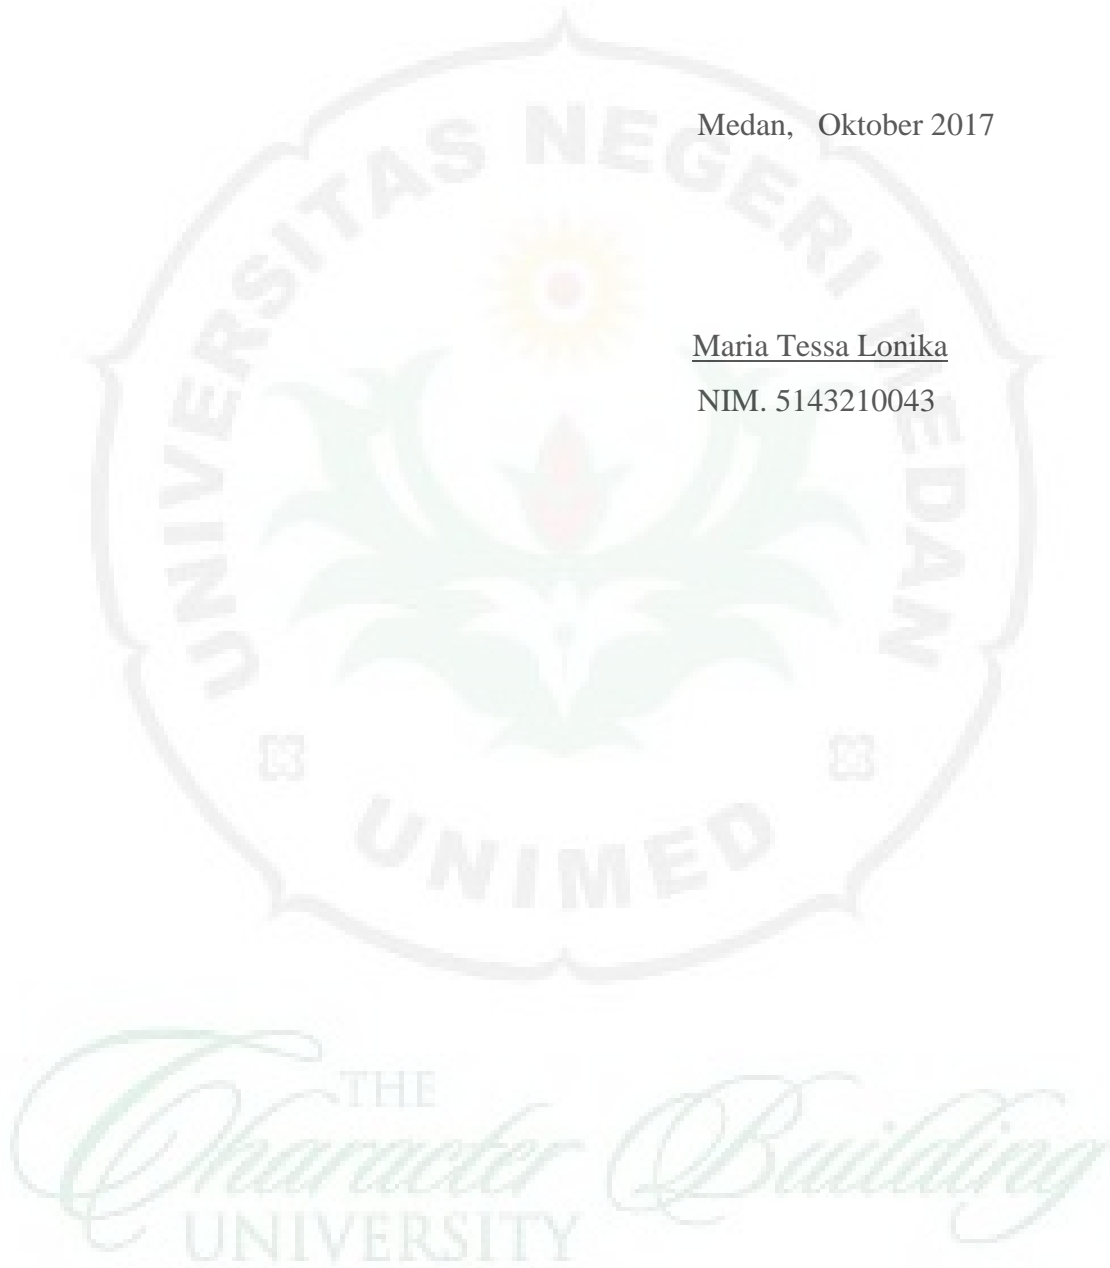 Medan, Oktober 2017
Maria Tessa Lonika
NIM. 5143210043
UNIVERSITAS NEGERI MEDAN
UNIMED
THE
Character Building
UNIVERSITY